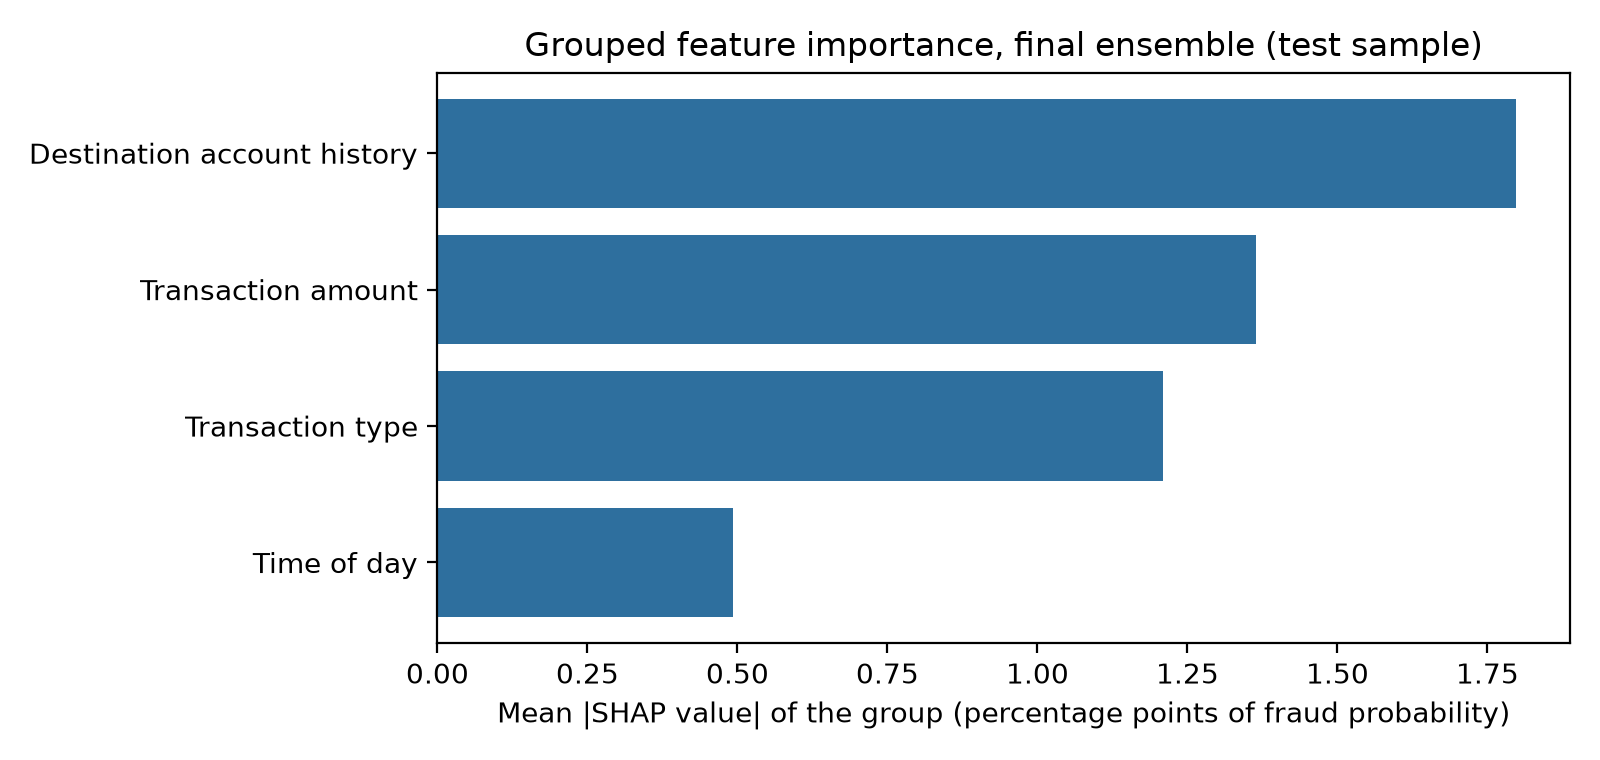 Grouped feature importance, final ensemble (test sample)
Destination account history
Transaction amount
Transaction type
Time of day
0.00 0.25 0.50 0.75 1.00 1.25 1.50 1.75
Mean |SHAP value| of the group (percentage points of fraud probability)